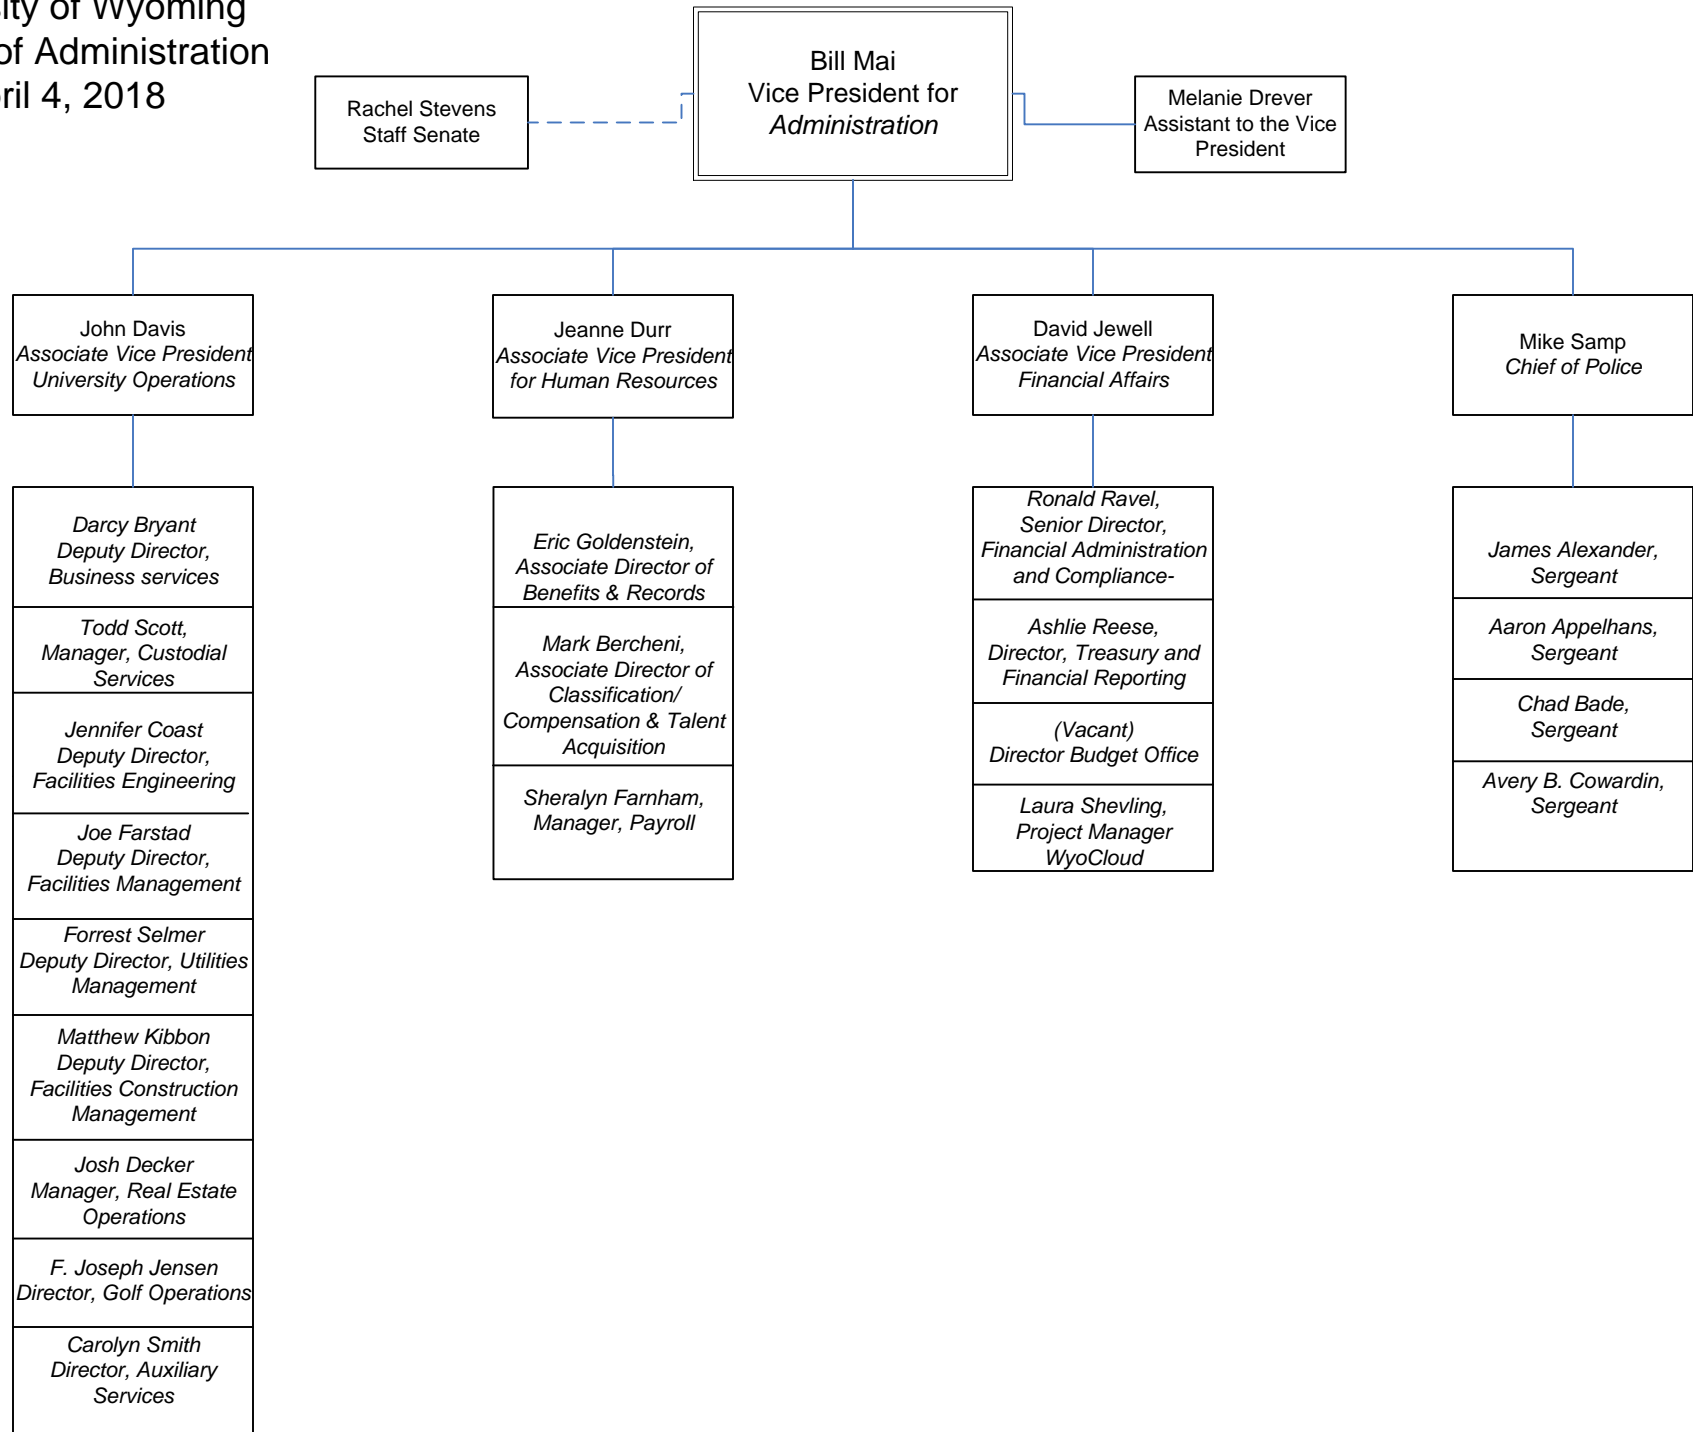 of Wyoming
of Administration
4, 2018
Bill Mai
Vice President for
Administration
Rachel Stevens
Staff Senate
Melanie Drever
Assistant to the Vice
President
John Davis
Associate Vice President
University Operations
Jeanne Durr
Associate Vice President
for Human Resources
David Jewell
Associate Vice President
Financial Affairs
Mike Samp
Chief of Police
Darcy Bryant
Deputy Director,
Business services
Todd Scott,
Manager, Custodial
Services
Jennifer Coast
Deputy Director,
Facilities Engineering
Joe Farstad
Deputy Director,
Facilities Management
Forrest Selmer
Deputy Director, Utilities
Management
Matthew Kibbon
Deputy Director,
Facilities Construction
Management
Josh Decker
Manager, Real Estate
Operations
F. Joseph Jensen
Director, Golf Operations
Carolyn Smith
Director, Auxiliary
Services
Eric Goldenstein,
Associate Director of
Benefits & Records
Mark Bercheni,
Associate Director of
Classification/
Compensation & Talent
Acquisition
Sheralyn Farnham,
Manager, Payroll
Ronald Ravel,
Senior Director,
Financial Administration
and Compliance-
Ashlie Reese,
Director, Treasury and
Financial Reporting
(Vacant)
Director Budget Office
Laura Shevling,
Project Manager
WyoCloud
James Alexander,
Sergeant
Aaron Appelhans,
Sergeant
Chad Bade,
Sergeant
Avery B. Cowardin,
Sergeant